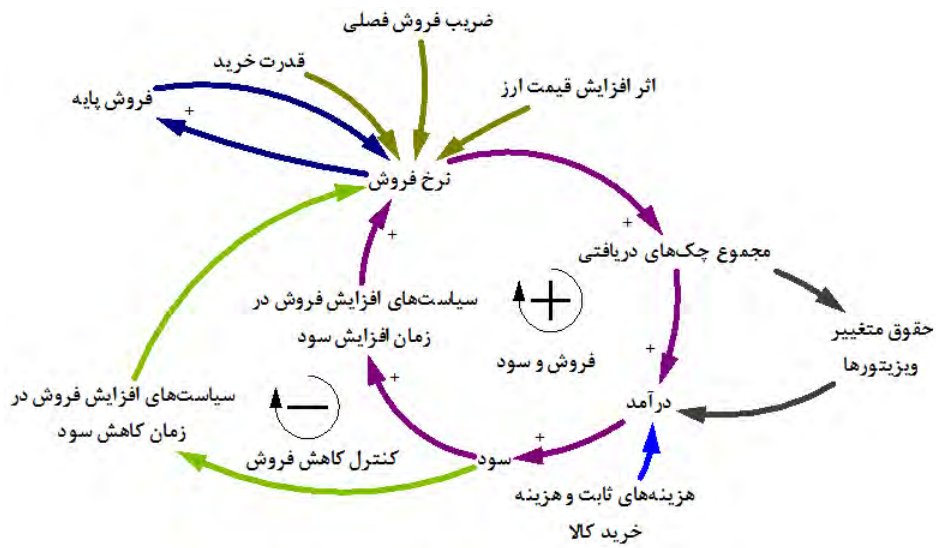 ضریب فروش فصلی
قدرت خرید
اثر افزایش قیمت ارز
فروش پایه
+
نرخ فروش
+
+
مجموع چک‌های دریافتی
سیاست‌های افزایش فروش در
زمان افزایش سود
حقوق متغییر
ویزیتورها
+
فروش و سود
+
سیاست‌های افزایش فروش در
زمان کاهش سود
درآمد
+
کنترل کاهش فروش
سود
هزینه‌های ثابت و هزینه
خرید کالا